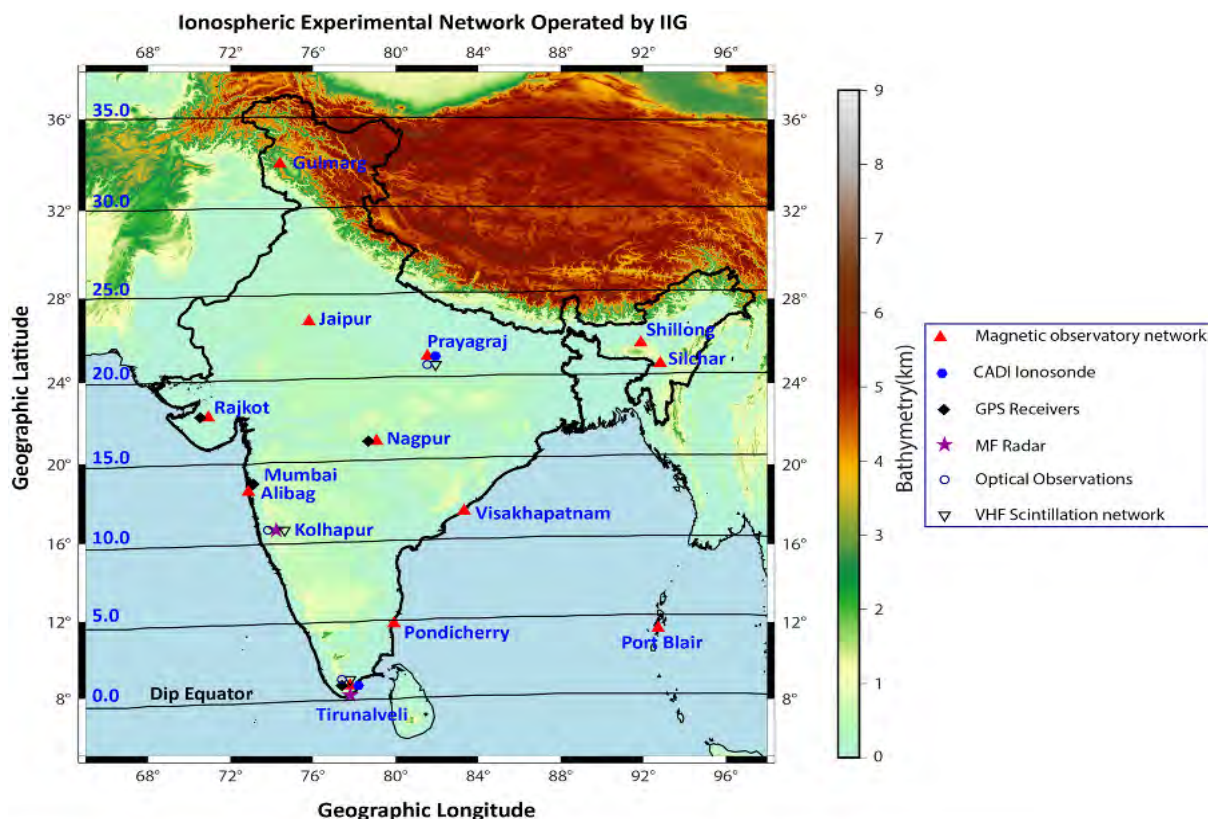 Ionospheric Experimental Network Operated by IIG
68° 72° 76° 80° 84° 88° 92° 96°
36°
32°
28°
24°
20°
16°
12°
8°
Geographic Latitude
35.0
30.0
25.0
20.0
15.0
10.0
5.0
0.0
Gulmarg
Jaipur
Prayagraj
Shillong
Silchar
Rajkot
Nagpur
Mumbai
Alibag
Visakhapatnam
Kolhapur
Pondicherry
Port Blair
Dip Equator
Tirunalveli
36°
32°
28°
24°
20°
16°
12°
8°
68° 72° 76° 80° 84° 88° 92° 96°
Geographic Longitude
9
8
7
6
5
4
3
2
1
0
Bathymetry(km)
Magnetic observatory network
CADI Ionosonde
GPS Receivers
MF Radar
Optical Observations
VHF Scintillation network